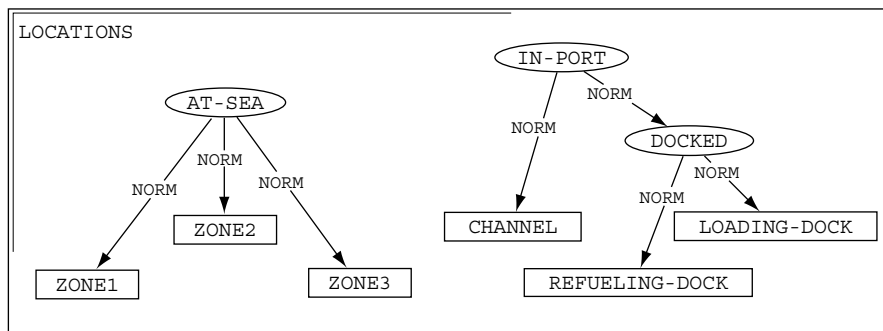 LOCATIONS
IN-PORT
AT-SEA
NORM
NORM
DOCKED
NORM
NORM
NORM
NORM
NORM
ZONE2
CHANNEL
LOADING-DOCK
ZONE1
ZONE3
REFUELING-DOCK